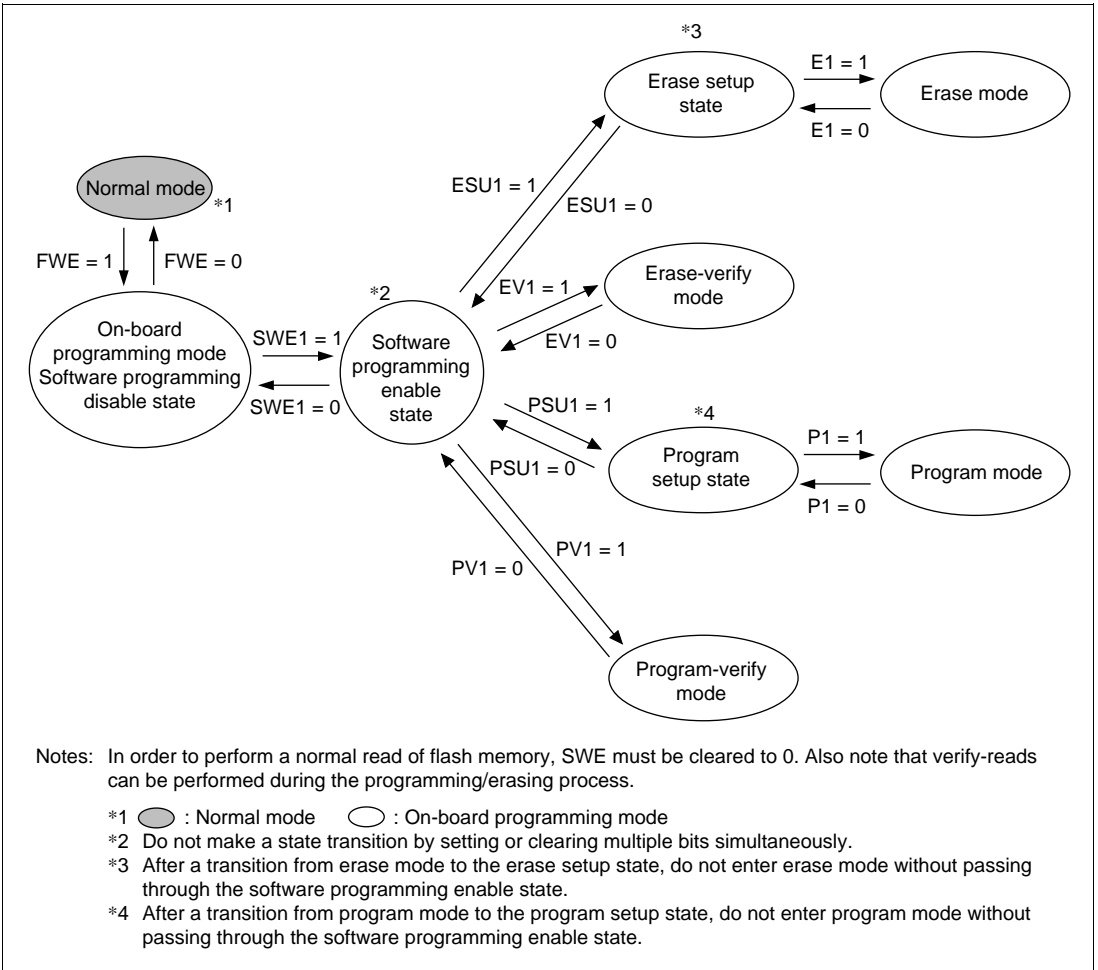 *3
Erase setup
state
E1 = 1
E1 = 0
Erase mode
Normal mode
*1
FWE = 1
FWE = 0
ESU1 = 1
ESU1 = 0
On-board
programming mode
Software programming
disable state
SWE1 = 1
SWE1 = 0
*2
Software
programming
enable
state
EV1 = 1
EV1 = 0
Erase-verify
mode
PSU1 = 1
PSU1 = 0
*4
Program
setup state
P1 = 1
P1 = 0
Program mode
PV1 = 1
PV1 = 0
Program-verify
mode
Notes: In order to perform a normal read of flash memory, SWE must be cleared to 0. Also note that verify-reads
can be performed during the programming/erasing process.
*1 : Normal mode : On-board programming mode
*2 Do not make a state transition by setting or clearing multiple bits simultaneously.
*3 After a transition from erase mode to the erase setup state, do not enter erase mode without passing
through the software programming enable state.
*4 After a transition from program mode to the program setup state, do not enter program mode without
passing through the software programming enable state.